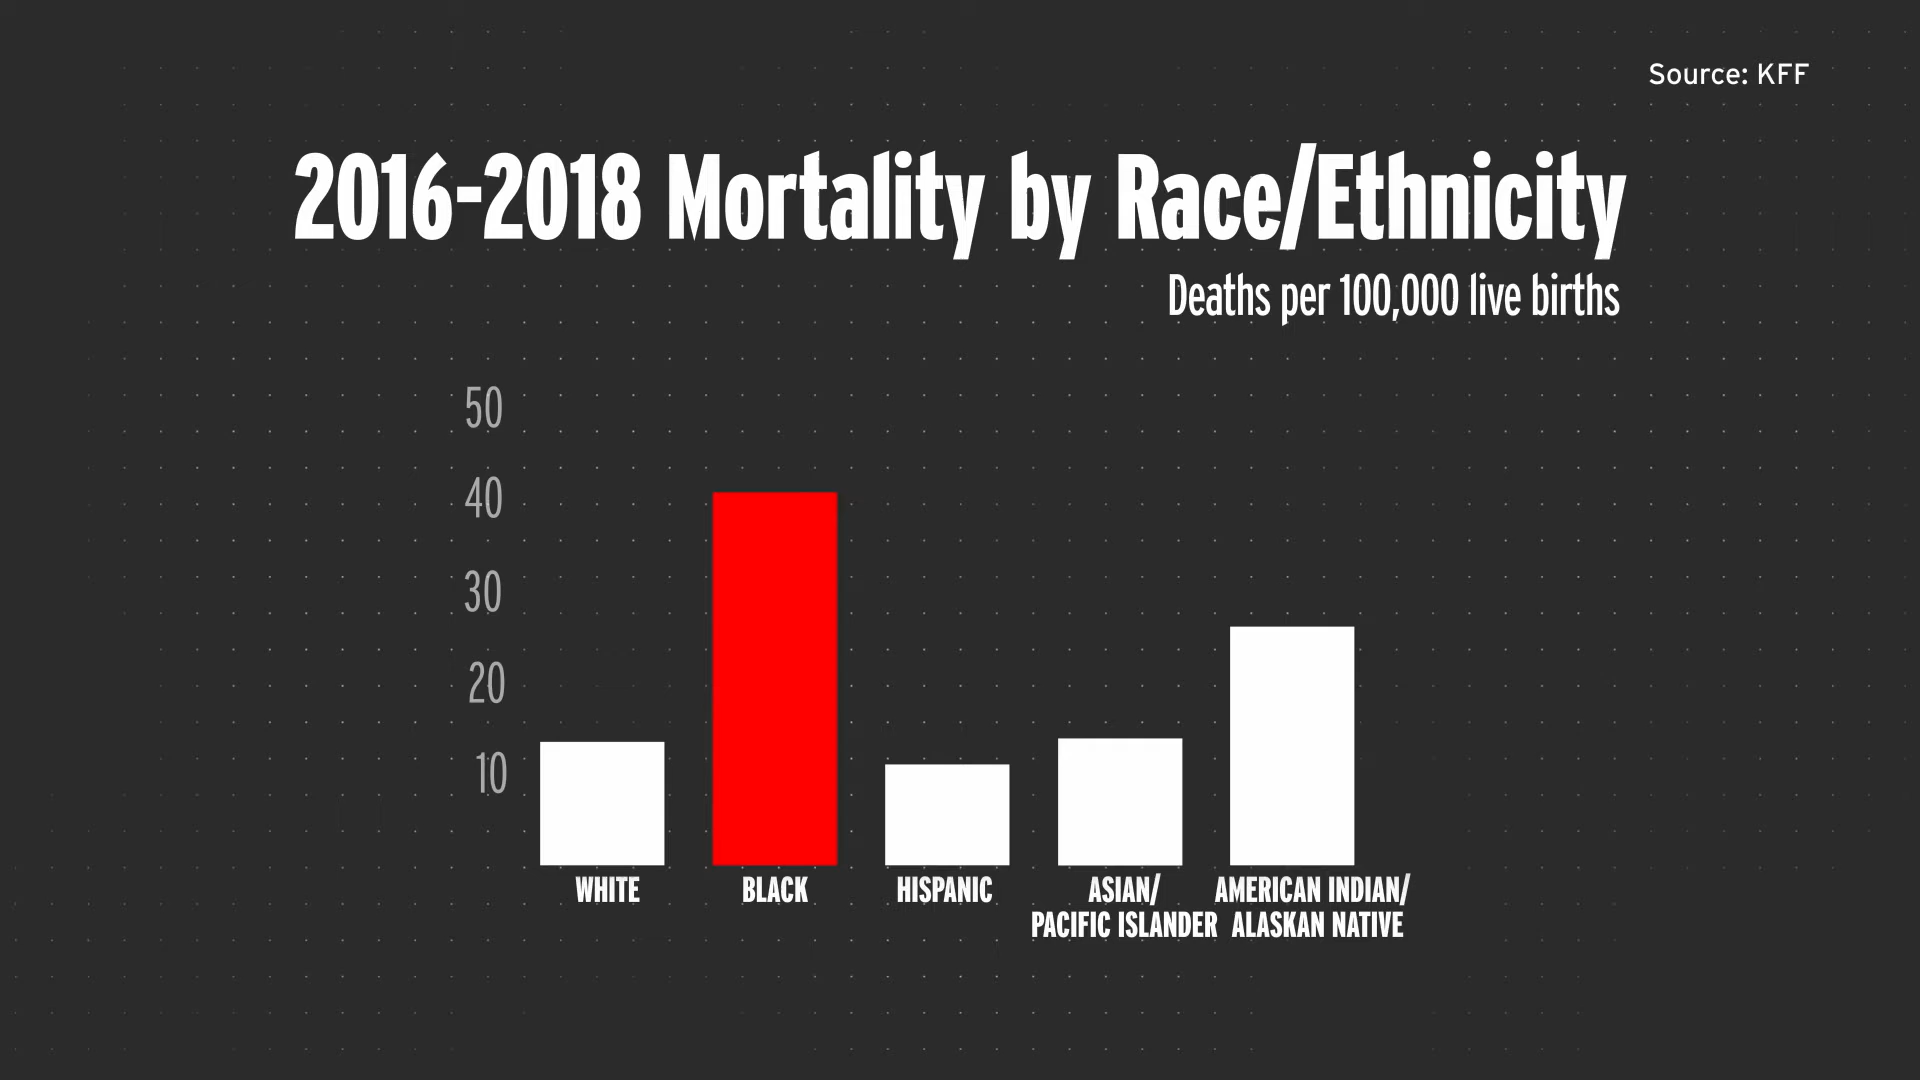 Source: KFF
2016-2018 Mortality by Race/Ethnicity
Deaths per 100,000 live births
50
40
30
20
10
WHITE
BLACK
HISPANIC
ASIAN/
PACIFIC ISLANDER
AMERICAN INDIAN/
ALASKAN NATIVE